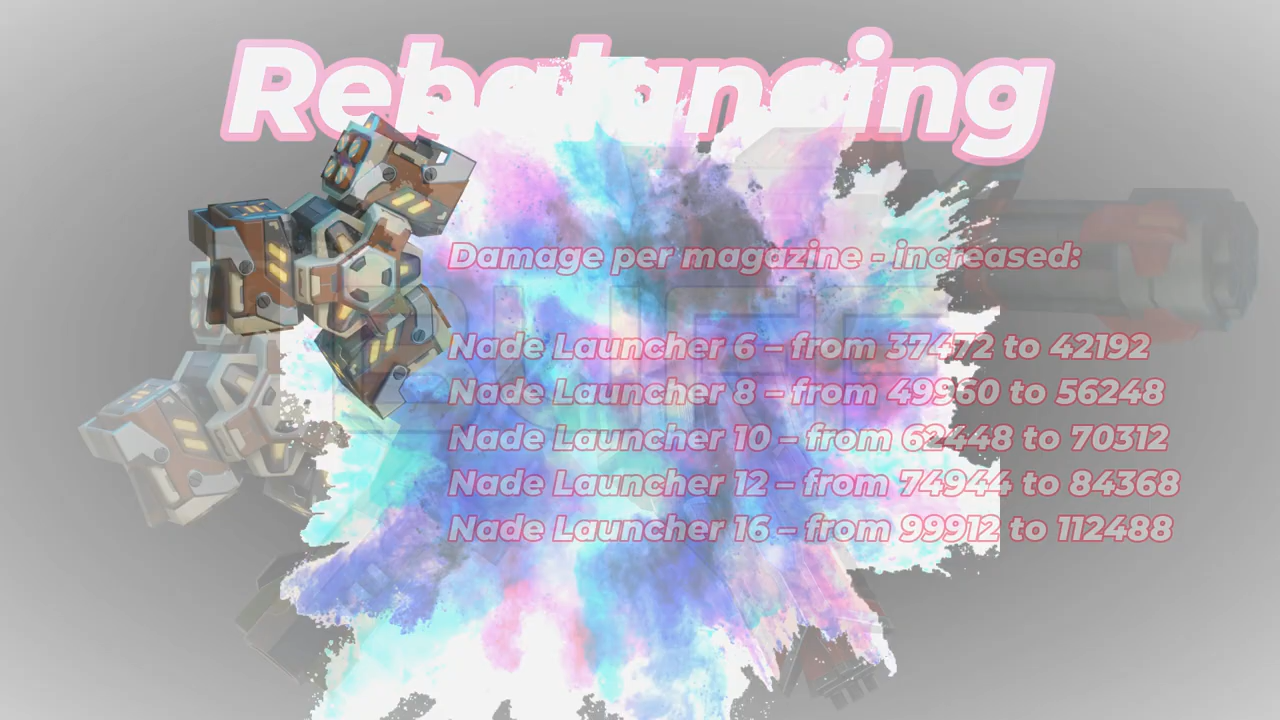 Rebalancing
Damage per magazine - increased:
BUFF
Nade Launcher 6 – from 37472 to 42192
Nade Launcher 8 – from 49960 to 56248
Nade Launcher 10 – from 62448 to 70312
Nade Launcher 12 – from 74944 to 84368
Nade Launcher 16 – from 99912 to 112488